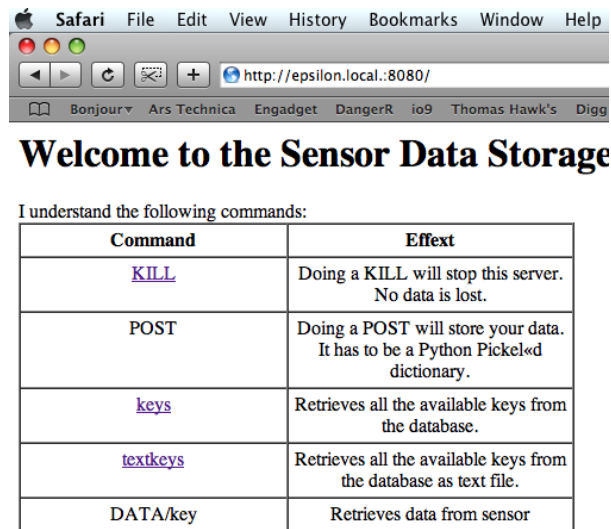 Safari File Edit View History Bookmarks Window Help
http://epsilon.local.:8080/
Bonjour▾ Ars Technica Engadget DangerR io9 Thomas Hawk's Digg
Welcome to the Sensor Data Storage
I understand the following commands:
Command Effext
KILL Doing a KILL will stop this server.
No data is lost.
POST Doing a POST will store your data.
It has to be a Python Pickel«d
dictionary.
keys Retrieves all the available keys from
the database.
textkeys Retrieves all the available keys from
the database as text file.
DATA/key Retrieves data from sensor